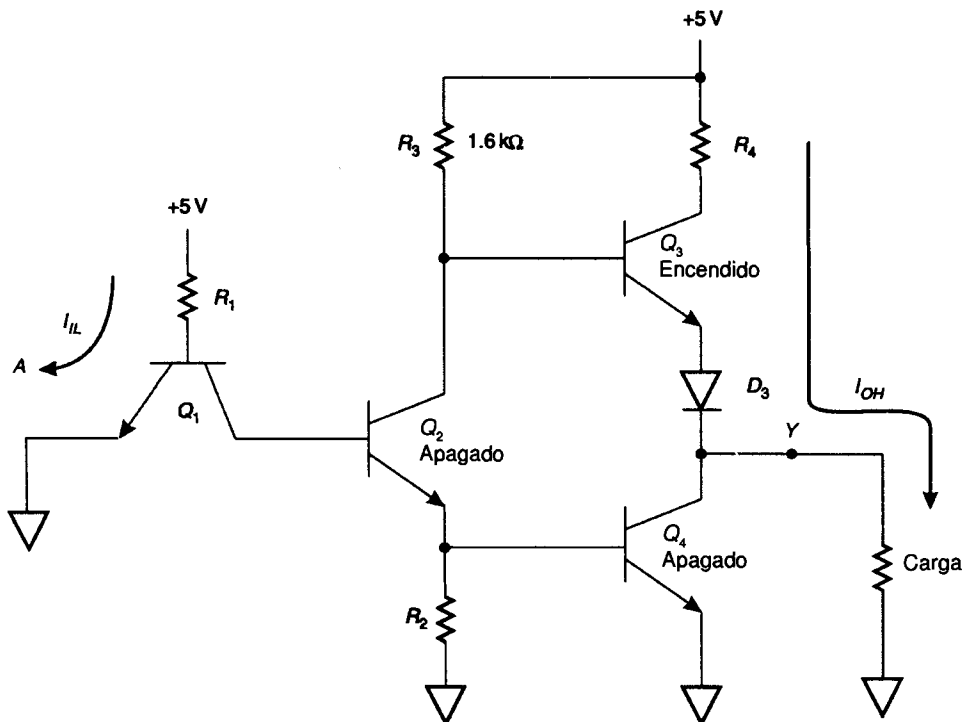 +5 V
R3
1.6 kΩ
R4
+5 V
Q3
Encendido
R1
IIL
A
Q1
D3
IOH
Q2
Apagado
Y
Q4
Apagado
Carga
R2